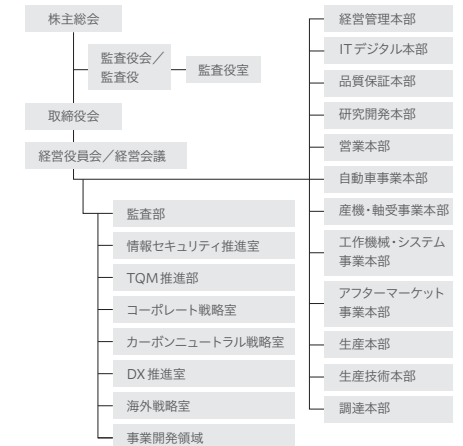 株主総会
監査役会／
監査役
監査役室
取締役会
経営役員会／経営会議
監査部
情報セキュリティ推進室
TQM推進部
コーポレート戦略室
カーボンニュートラル戦略室
DX推進室
海外戦略室
事業開発領域
経営管理本部
ITデジタル本部
品質保証本部
研究開発本部
営業本部
自動車事業本部
産機・軸受事業本部
工作機械・システム
事業本部
アフターマーケット
事業本部
生産本部
生産技術本部
調達本部